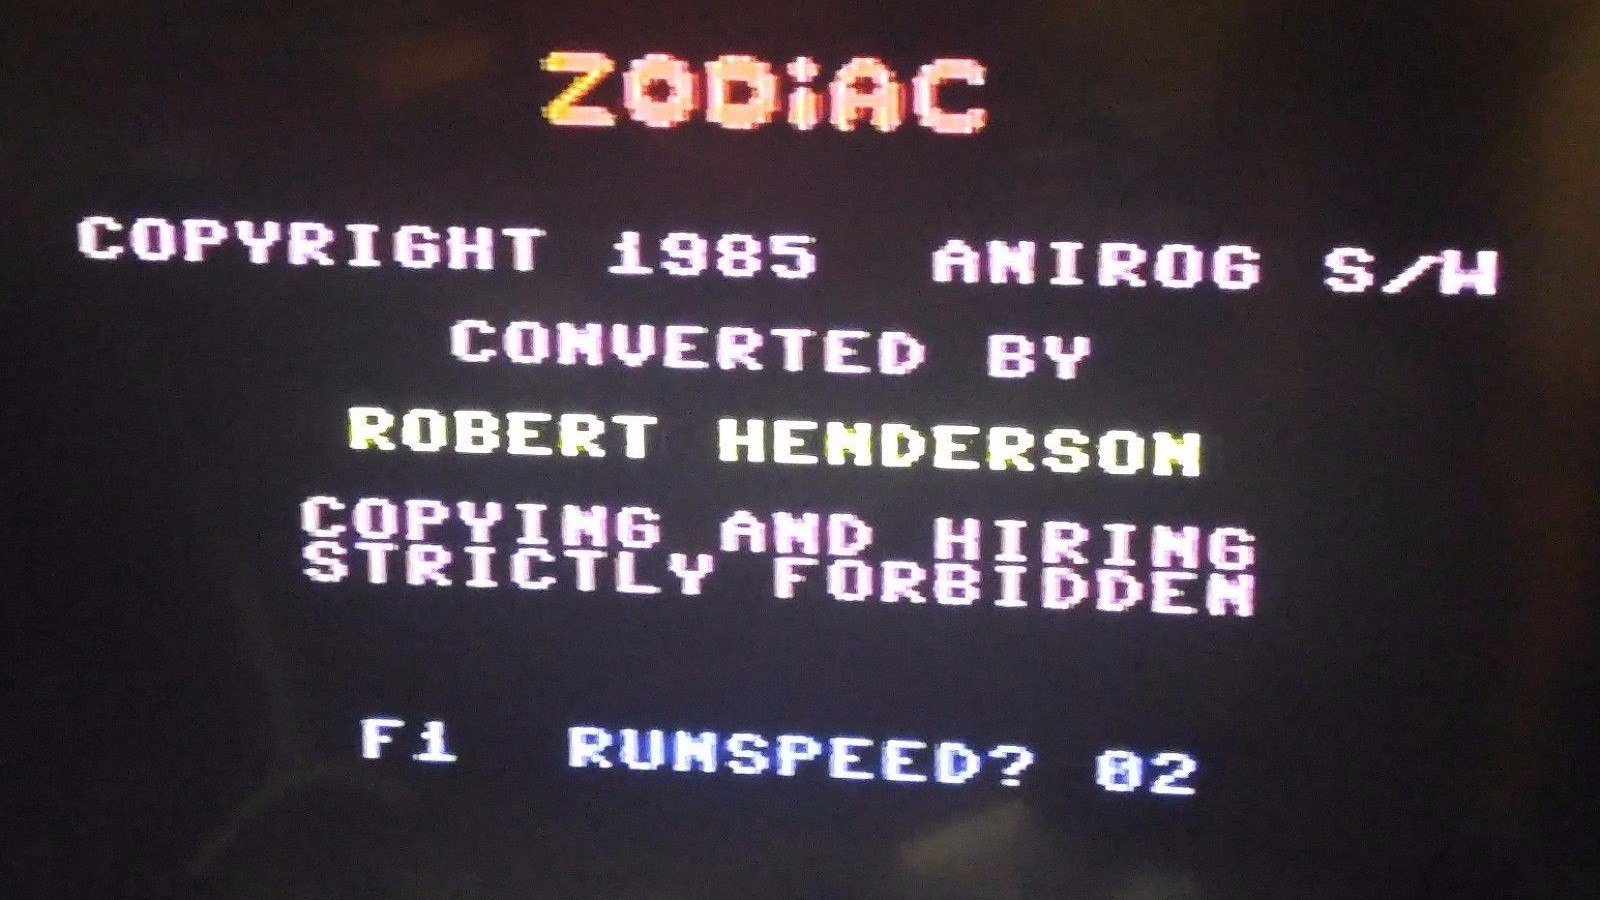 ZODiAC
COPYRIGHT 1985 ANIROG S/W
CONVERTED BY
ROBERT HENDERSON
COPYING AND HIRING
STRICTLY FORBIDDEN
F1 RUNSPEED? 02